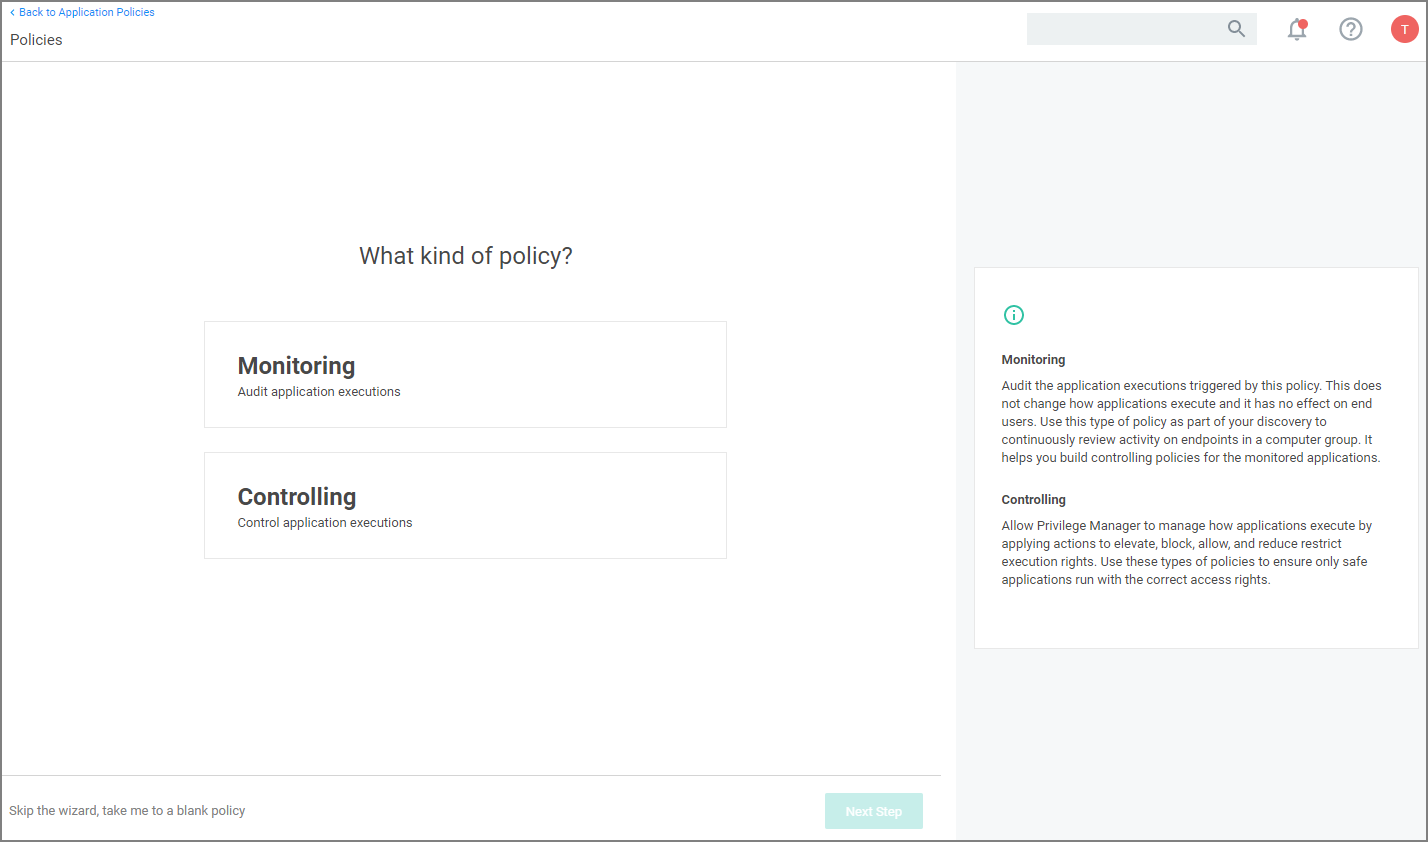 Back to Application Policies
Policies
T
What kind of policy?
Monitoring
Audit application executions
Controlling
Control application executions
Monitoring
Audit the application executions triggered by this policy. This does
not change how applications execute and it has no effect on end
users. Use this type of policy as part of your discovery to
continuously review activity on endpoints in a computer group. It
helps you build controlling policies for the monitored applications.
Controlling
Allow Privilege Manager to manage how applications execute by
applying actions to elevate, block, allow, and reduce restrict
execution rights. Use these types of policies to ensure only safe
applications run with the correct access rights.
Skip the wizard, take me to a blank policy
Next Step